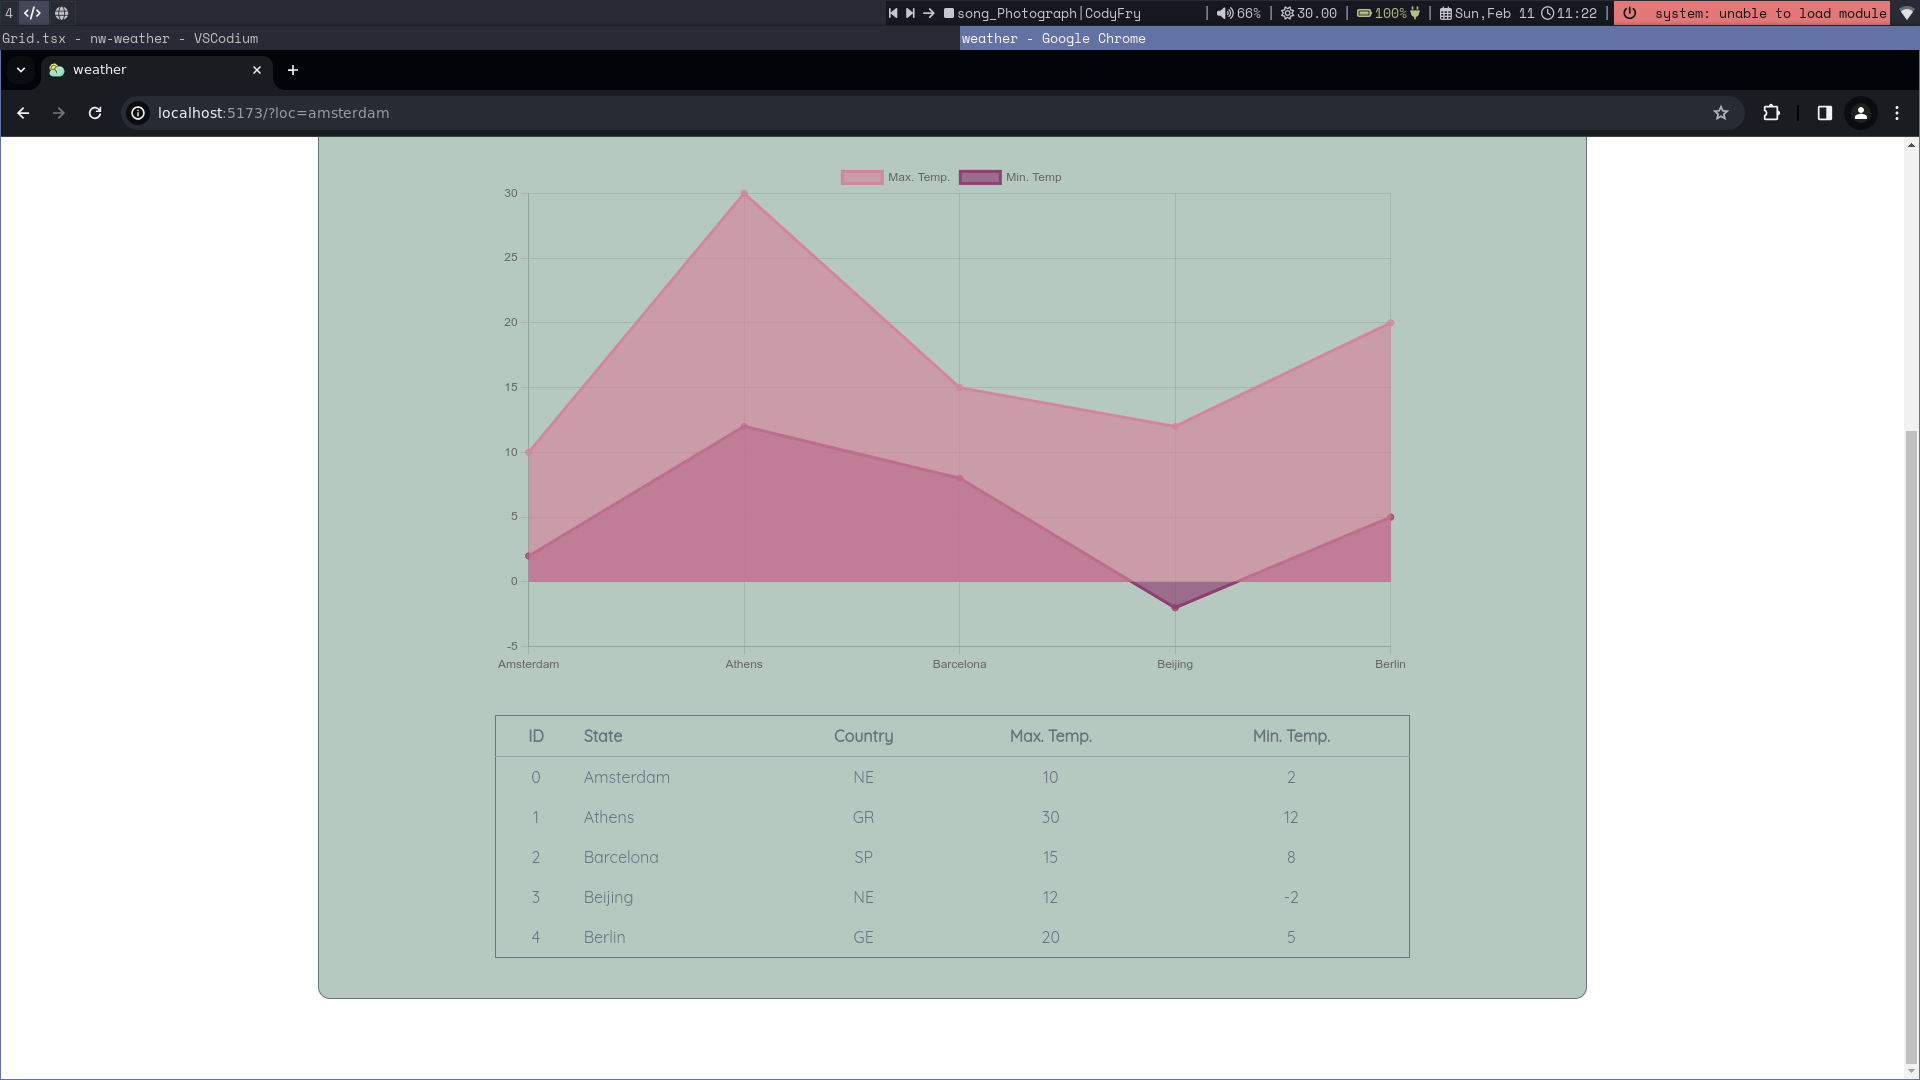 4 song_Photograph|CodyFry | 66% | 30.00 | 100% | Sun,Feb 11 11:22 | system: unable to load module
Grid.tsx - nw-weather - VSCodium weather - Google Chrome
weather
localhost:5173/?loc=amsterdam
Max. Temp. Min. Temp
30
25
20
15
10
5
0
-5
Amsterdam Athens Barcelona Beijing Berlin
ID State Country Max. Temp. Min. Temp.
0 Amsterdam NE 10 2
1 Athens GR 30 12
2 Barcelona SP 15 8
3 Beijing NE 12 -2
4 Berlin GE 20 5